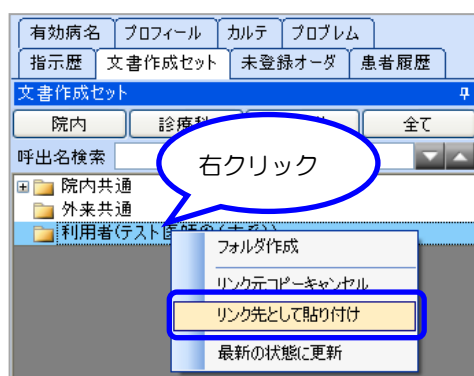 有効病名 プロフィール カルテ プロブレム
指示歴 文書作成セット 未登録オーダ 患者履歴
文書作成セット
院内 診療科 全て
呼出名検索
右クリック
院内共通
外来共通
利用者(テスト医師
フォルダ作成
リンク元コピーキャンセル
リンク先として貼り付け
最新の状態に更新